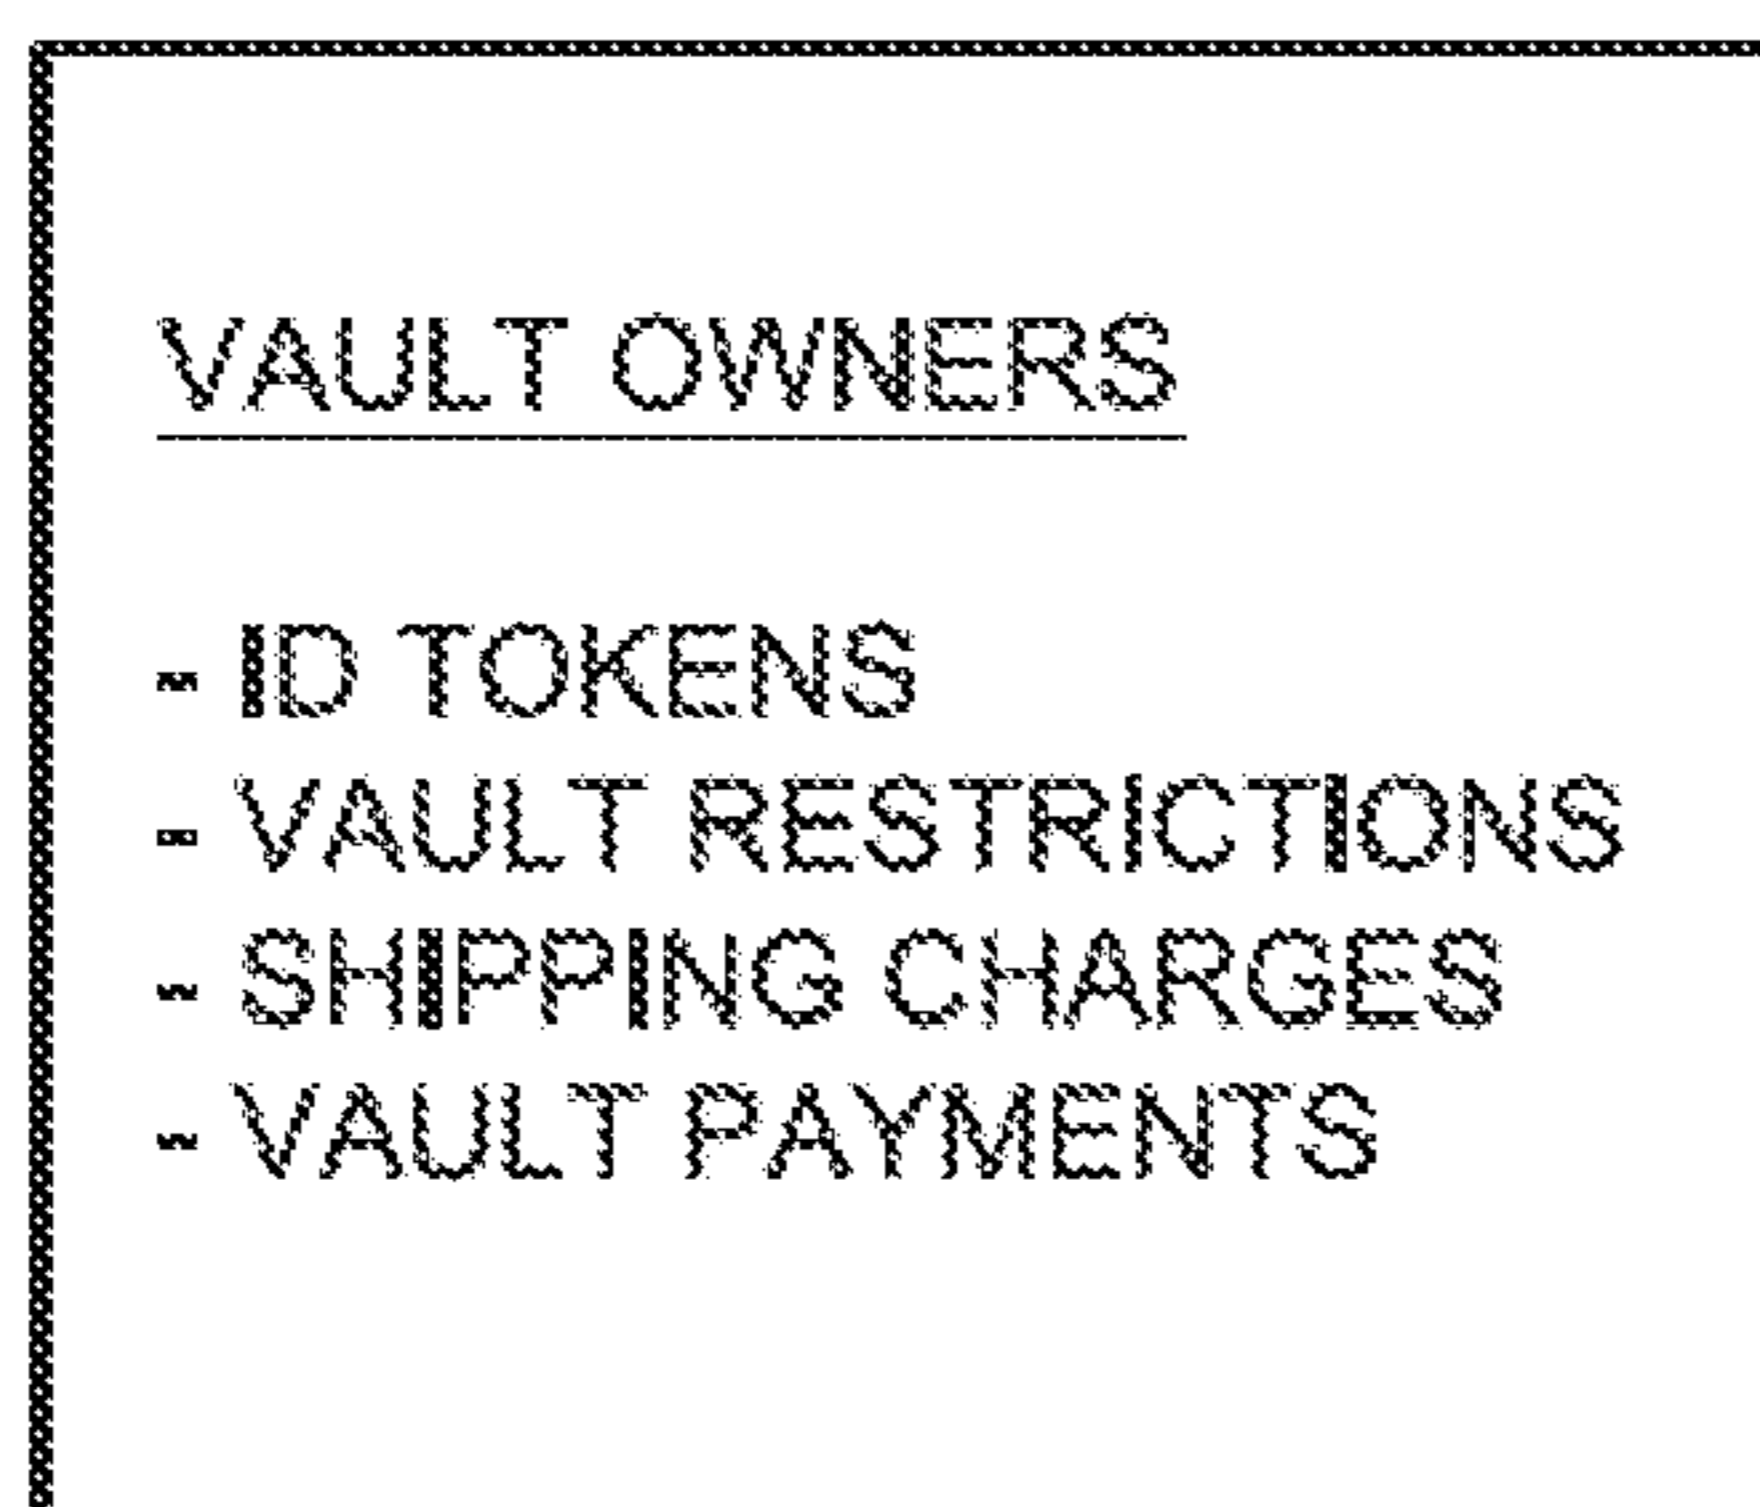 VAULT OWNERS
- ID TOKENS
- VAULT RESTRICTIONS
- SHIPPING CHARGES
- VAULT PAYMENTS